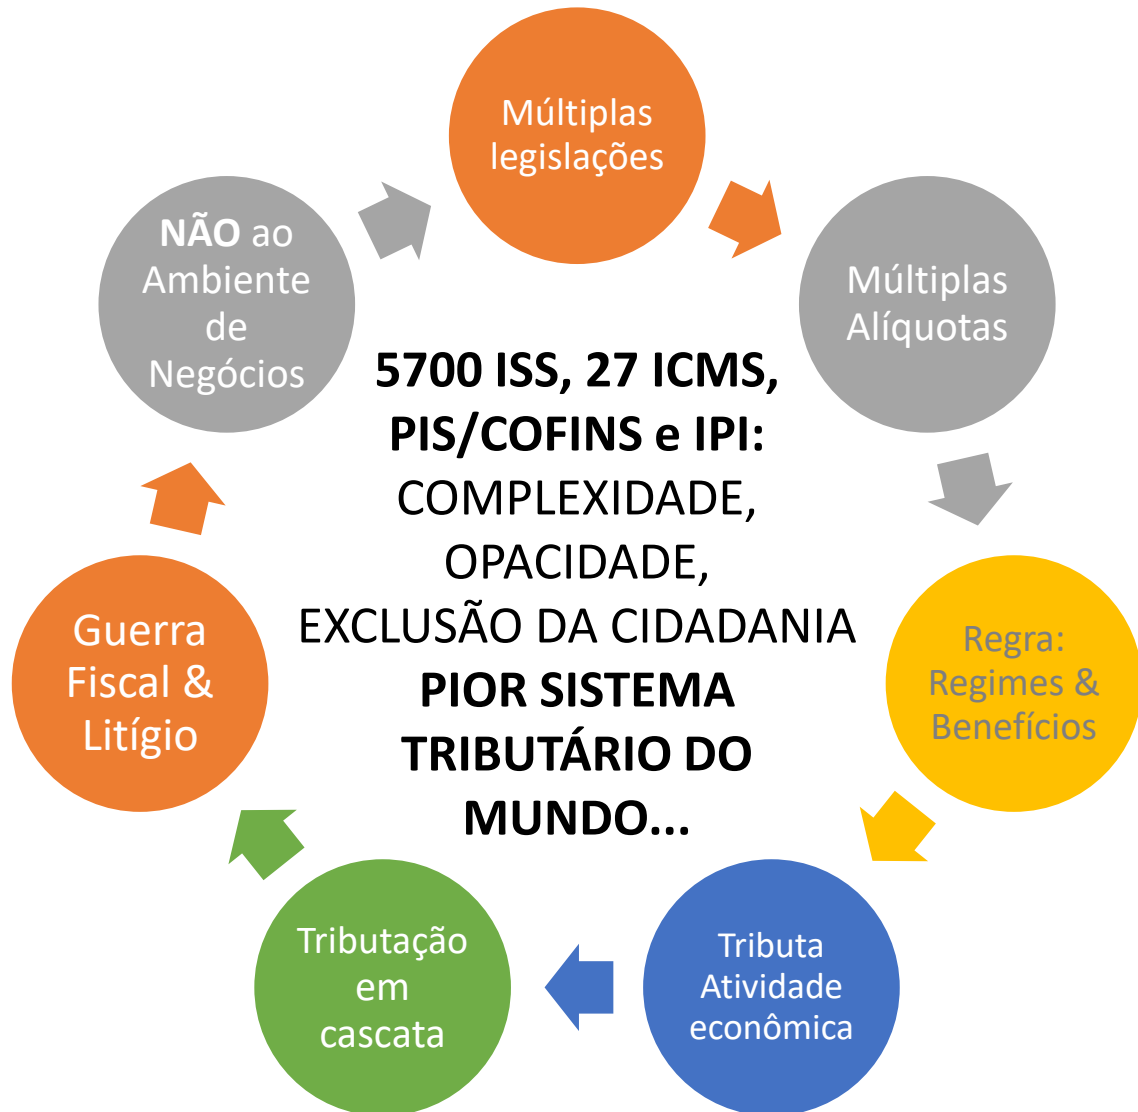 Múltiplas
legislações
Múltiplas
Alíquotas
Regra:
Regimes &
Benefícios
Tributa
Atividade
econômica
Tributação
em
cascata
Guerra
Fiscal &
Litígio
NÃO ao
Ambiente
de
Negócios
5700 ISS, 27 ICMS,
PIS/COFINS e IPI:
COMPLEXIDADE,
OPACIDADE,
EXCLUSÃO DA CIDADANIA
PIOR SISTEMA
TRIBUTÁRIO DO
MUNDO...